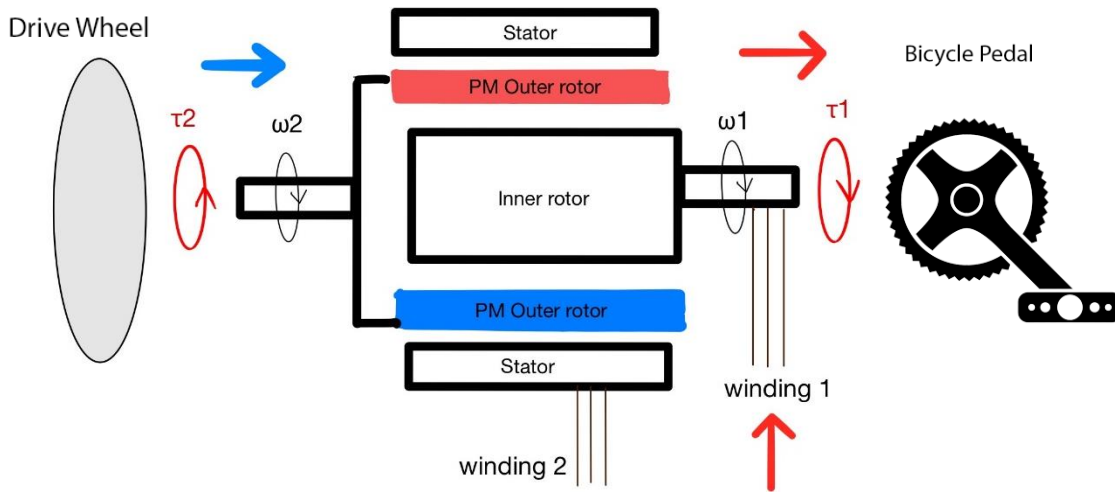 Drive Wheel
Stator
PM Outer rotor
Bicycle Pedal
τ2
ω2
ω1
τ1
Inner rotor
PM Outer rotor
Stator
winding 1
winding 2